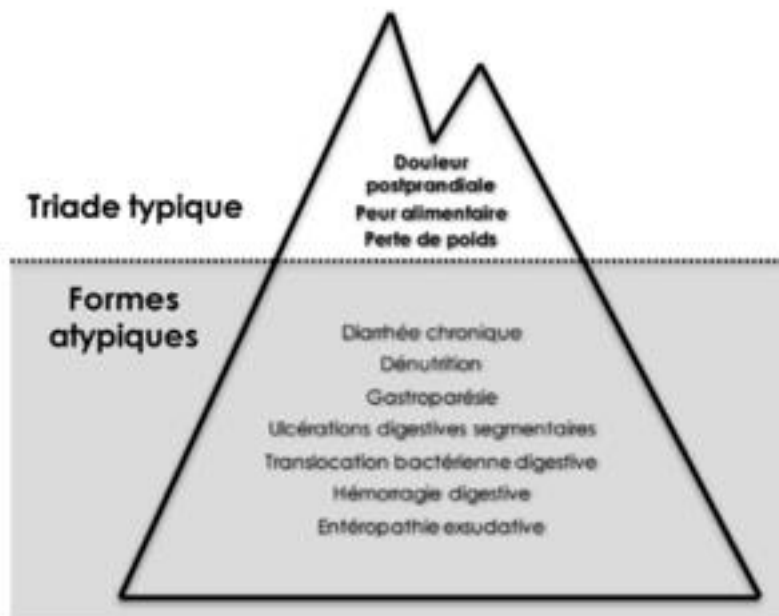 Douleur
postprandiale
Triade typique
Peur alimentaire
Perte de poids
Formes
atypiques
Diarrhée chronique
Dénutrition
Gastroparésie
Ulcérations digestives segmentaires
Translocation bactérienne digestive
Hémorragie digestive
Entéropathie exsudative